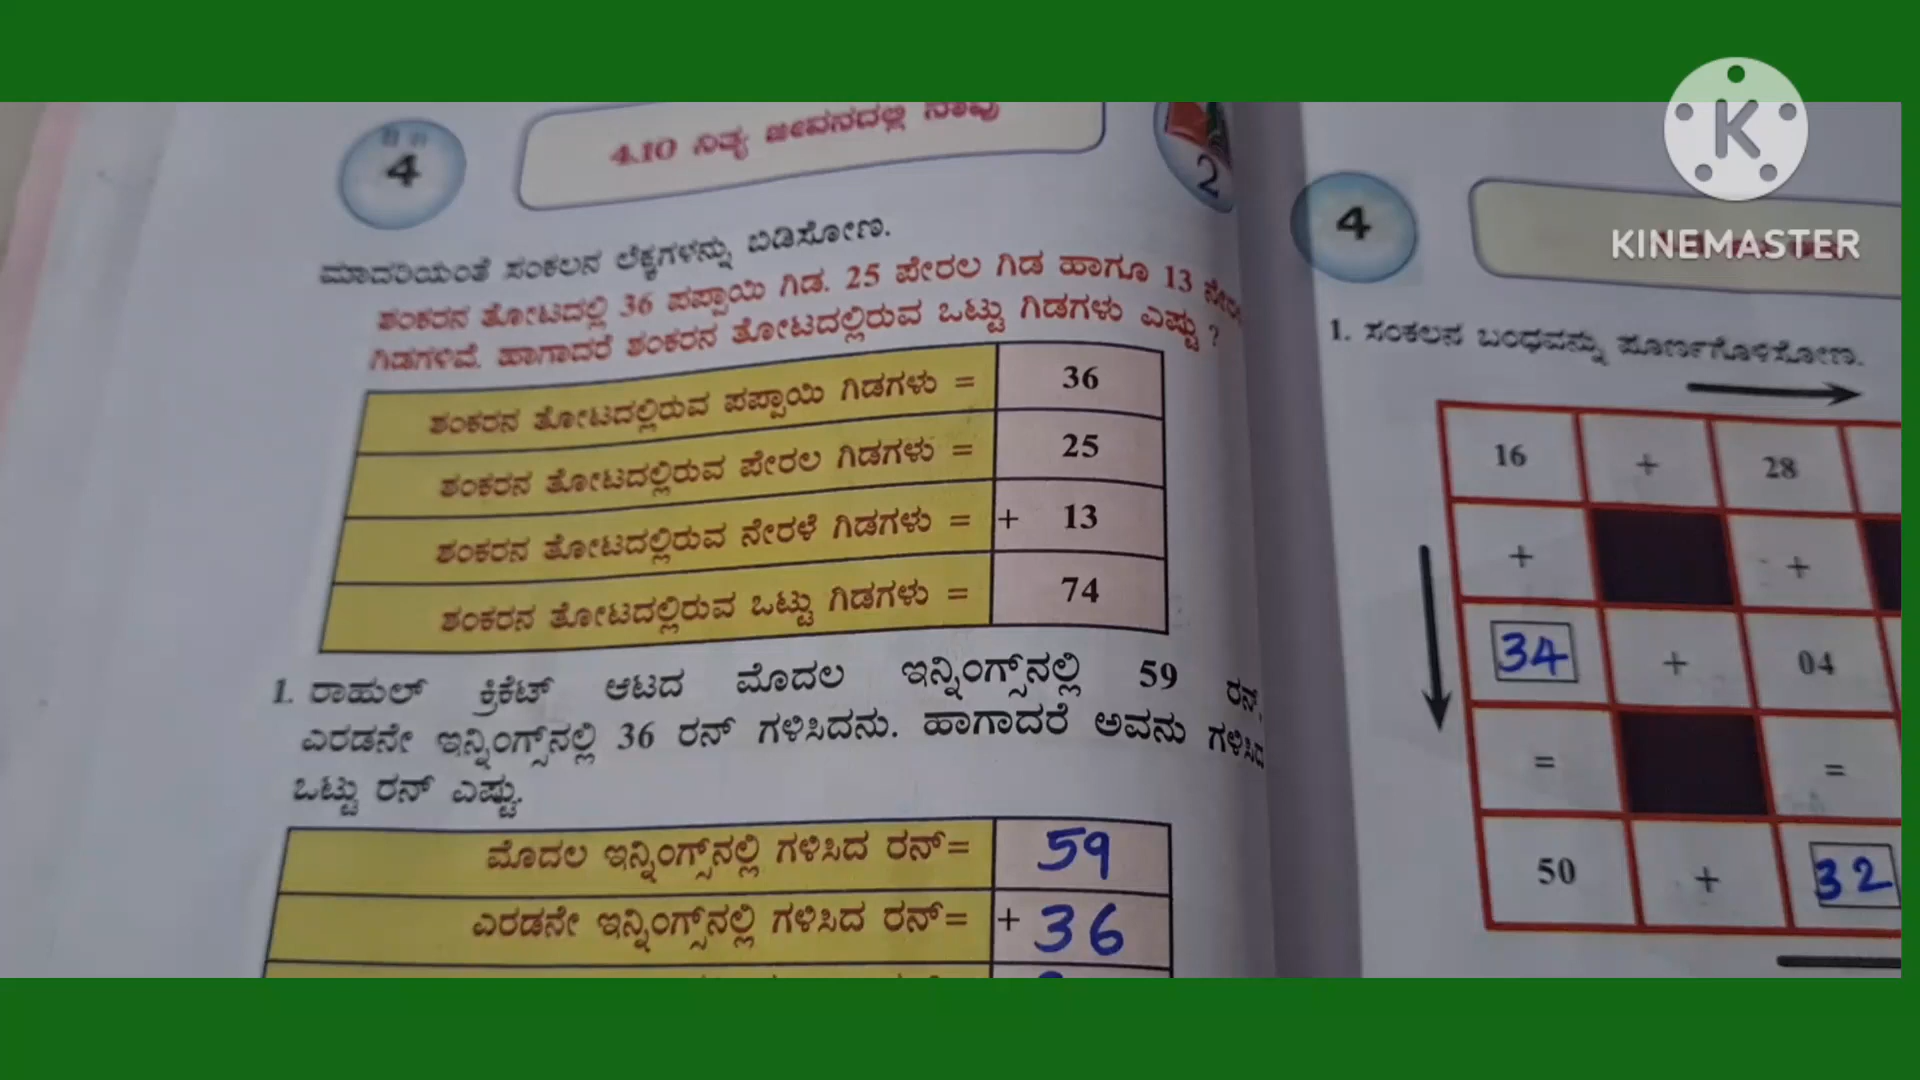 4
4.10 ನಿತ್ಯ ಜೀವನದಲ್ಲಿ ನಾವು
2
ಮಾದರಿಯಂತೆ ಸಂಕಲನ ಲೆಕ್ಕಗಳನ್ನು ಬಿಡಿಸೋಣ.
ಶಂಕರನ ತೋಟದಲ್ಲಿ 36 ಪಪ್ಪಾಯಿ ಗಿಡ. 25 ಪೇರಲ ಗಿಡ ಹಾಗೂ 13
ಗಿಡಗಳಿವೆ. ಹಾಗಾದರೆ ಶಂಕರನ ತೋಟದಲ್ಲಿರುವ ಒಟ್ಟು ಗಿಡಗಳು ಎಷ್ಟು ?
ಶಂಕರನ ತೋಟದಲ್ಲಿರುವ ಪಪ್ಪಾಯಿ ಗಿಡಗಳು = 36
ಶಂಕರನ ತೋಟದಲ್ಲಿರುವ ಪೇರಲ ಗಿಡಗಳು = 25
ಶಂಕರನ ತೋಟದಲ್ಲಿರುವ ನೇರಳೆ ಗಿಡಗಳು = + 13
ಶಂಕರನ ತೋಟದಲ್ಲಿರುವ ಒಟ್ಟು ಗಿಡಗಳು = 74
1. ರಾಹುಲ್ ಕ್ರಿಕೆಟ್ ಆಟದ ಮೊದಲ ಇನ್ನಿಂಗ್ಸ್‌ನಲ್ಲಿ 59 ರನ್,
ಎರಡನೇ ಇನ್ನಿಂಗ್ಸ್‌ನಲ್ಲಿ 36 ರನ್ ಗಳಿಸಿದನು. ಹಾಗಾದರೆ ಅವನು ಗಳಿಸಿದ
ಒಟ್ಟು ರನ್ ಎಷ್ಟು.
ಮೊದಲ ಇನ್ನಿಂಗ್ಸ್‌ನಲ್ಲಿ ಗಳಿಸಿದ ರನ್= 59
ಎರಡನೇ ಇನ್ನಿಂಗ್ಸ್‌ನಲ್ಲಿ ಗಳಿಸಿದ ರನ್= + 36
4
1. ಸಂಕಲನ ಬಂಧವನ್ನು ಪೂರ್ಣಗೊಳಿಸೋಣ.
16 + 28
+ +
34 + 04
= =
50 + 32
K
KINEMASTER